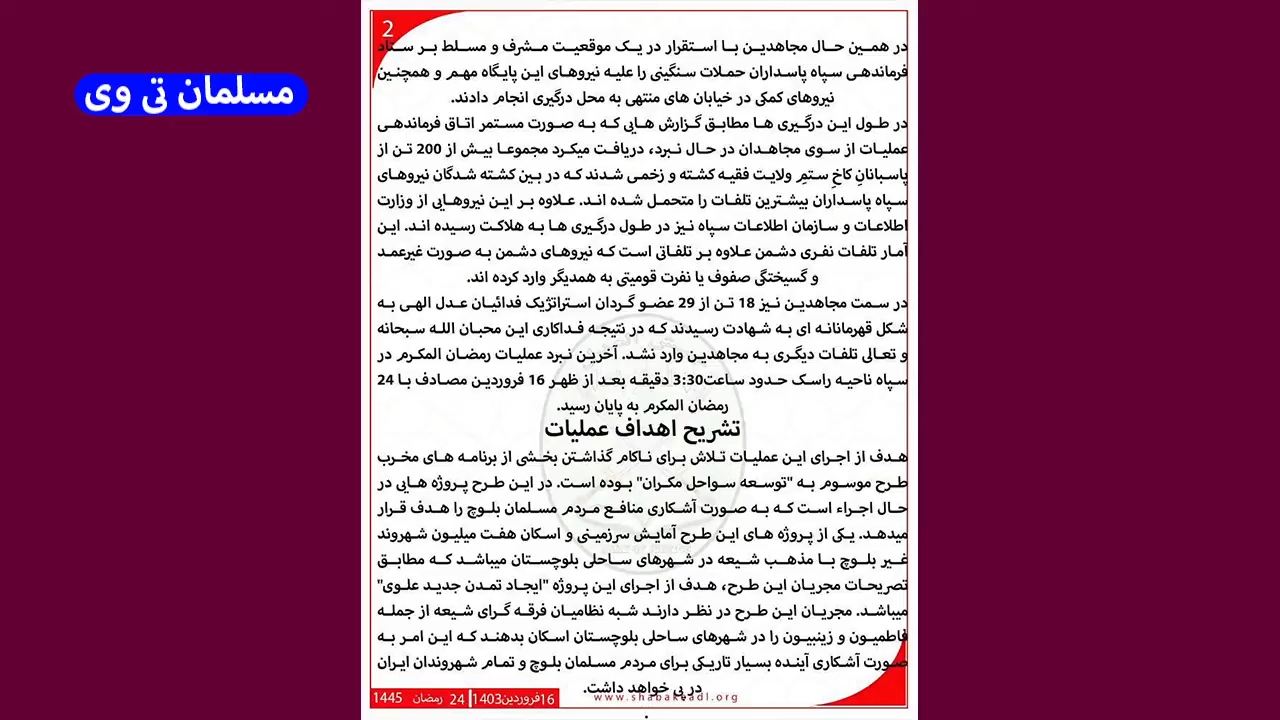 2
مسلمان تی وی
در همین حال مجاهدین با استقرار در یک موقعیت مشرف و مسلط بر ستاد
فرماندهی سپاه پاسداران حملات سنگینی را علیه نیروهای این پایگاه مهم و همچنین
نیروهای کمکی در خیابان های منتهی به محل درگیری انجام دادند.
در طول این درگیری ها مطابق گزارش هایی که به صورت مستمر اتاق فرماندهی
عملیات از سوی مجاهدان در حال نبرد، دریافت میکرد مجموعا بیش از 200 تن از
پاسبانانِ کاخِ ستمِ ولایت فقیه کشته و زخمی شدند که در بین کشته شدگان نیروهای
سپاه پاسداران بیشترین تلفات را متحمل شده اند. علاوه بر این نیروهایی از وزارت
اطلاعات و سازمان اطلاعات سپاه نیز در طول درگیری ها به هلاکت رسیده اند. این
آمار تلفات نفری دشمن علاوه بر تلفاتی است که نیروهای دشمن به صورت غیرعمد
و گسیختگی صفوف یا نفرت قومیتی به همدیگر وارد کرده اند.
در سمت مجاهدین نیز 18 تن از 29 عضو گردان استراتژیک فدائیان عدل الهی به
شکل قهرمانانه ای به شهادت رسیدند که در نتیجه فداکاری این محبان الله سبحانه
و تعالی تلفات دیگری به مجاهدین وارد نشد. آخرین نبرد عملیات رمضان المکرم در
سپاه ناحیه راسک حدود ساعت3:30 دقیقه بعد از ظهر 16 فروردین مصادف با 24
رمضان المکرم به پایان رسید.
تشریح اهداف عملیات
هدف از اجرای این عملیات تلاش برای ناکام گذاشتن بخشی از برنامه های مخرب
طرح موسوم به "توسعه سواحل مکران" بوده است. در این طرح پروژه هایی در
حال اجراء است که به صورت آشکاری منافع مردم مسلمان بلوچ را هدف قرار
میدهد. یکی از پروژه های این طرح آمایش سرزمینی و اسکان هفت میلیون شهروند
غیر بلوچ با مذهب شیعه در شهرهای ساحلی بلوچستان میباشد که مطابق
تصریحات مجریان این طرح، هدف از اجرای این پروژه "ایجاد تمدن جدید علوی"
میباشد. مجریان این طرح در نظر دارند شبه نظامیان فرقه گرای شیعه از جمله
فاطمیون و زینبیون را در شهرهای ساحلی بلوچستان اسکان بدهند که این امر به
صورت آشکاری آینده بسیار تاریکی برای مردم مسلمان بلوچ و تمام شهروندان ایران
در پی خواهد داشت.
www.shabakeadl.org
16فروردین1403 | 24 رمضان 1445